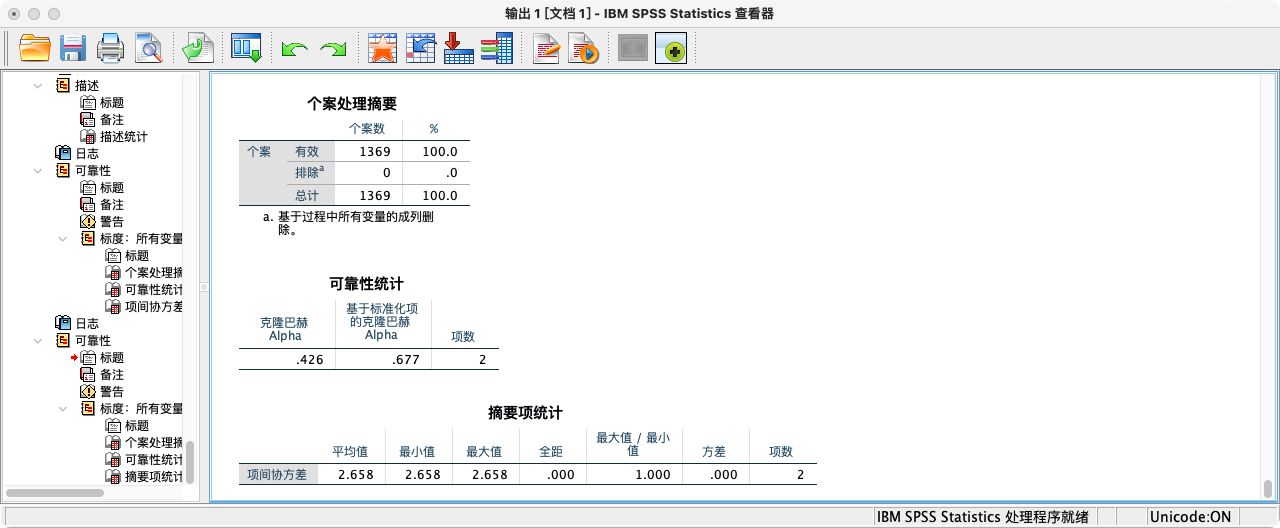 输出 1 [文档 1] - IBM SPSS Statistics 查看器
描述
标题
备注
描述统计
日志
可靠性
标题
备注
警告
标度：所有变量
标题
个案处理摘
可靠性统计
项间协方差
日志
可靠性
标题
备注
警告
标度：所有变量
标题
个案处理摘
可靠性统计
摘要项统计
个案处理摘要
个案数 %
个案 有效 1369 100.0
排除a 0 .0
总计 1369 100.0
a. 基于过程中所有变量的成列删
除。
可靠性统计
克隆巴赫 Alpha 基于标准化项的克隆巴赫 Alpha 项数
.426 .677 2
摘要项统计
平均值 最小值 最大值 全距 最大值 / 最小值 方差 项数
项间协方差 2.658 2.658 2.658 .000 1.000 .000 2
IBM SPSS Statistics 处理程序就绪 Unicode:ON